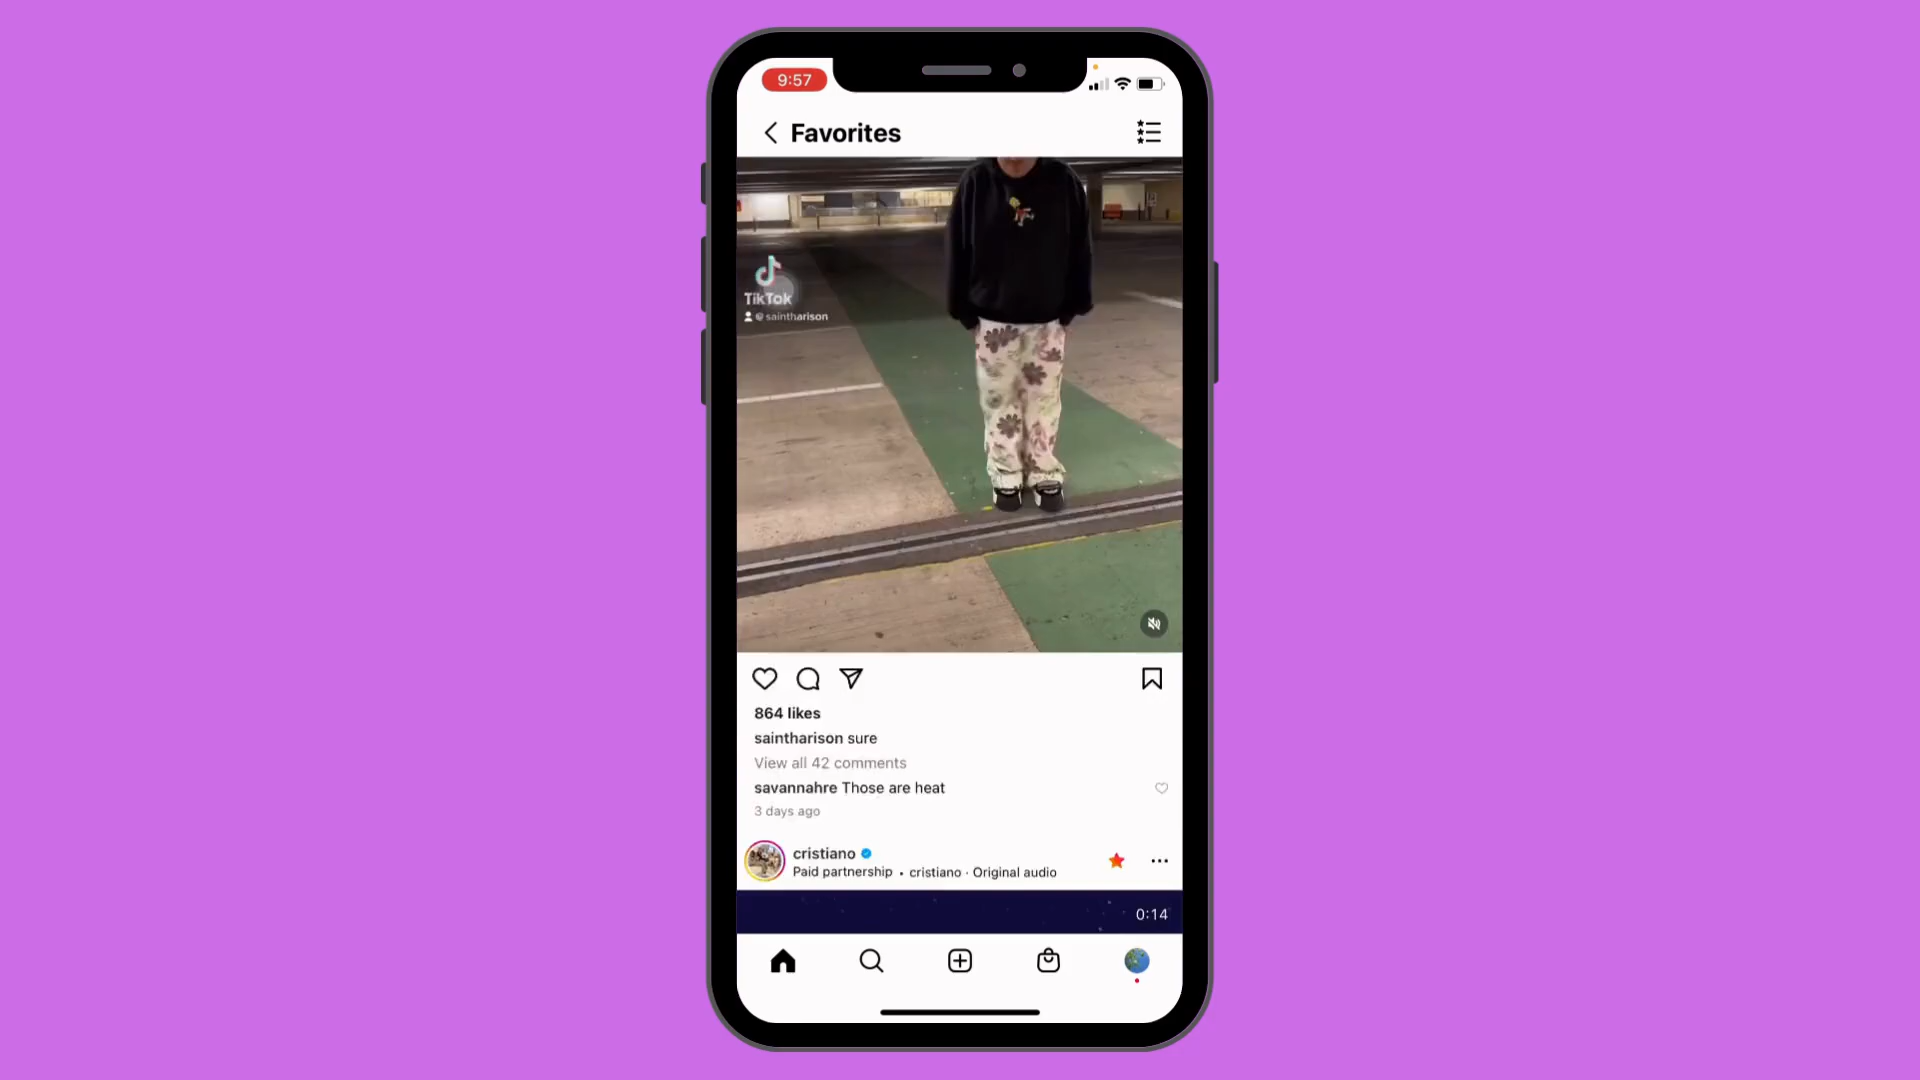 9:57
Favorites
TikTok
@saintharison
864 likes
saintharison sure
View all 42 comments
savannahre Those are heat
3 days ago
cristiano
Paid partnership • cristiano · Original audio
0:14